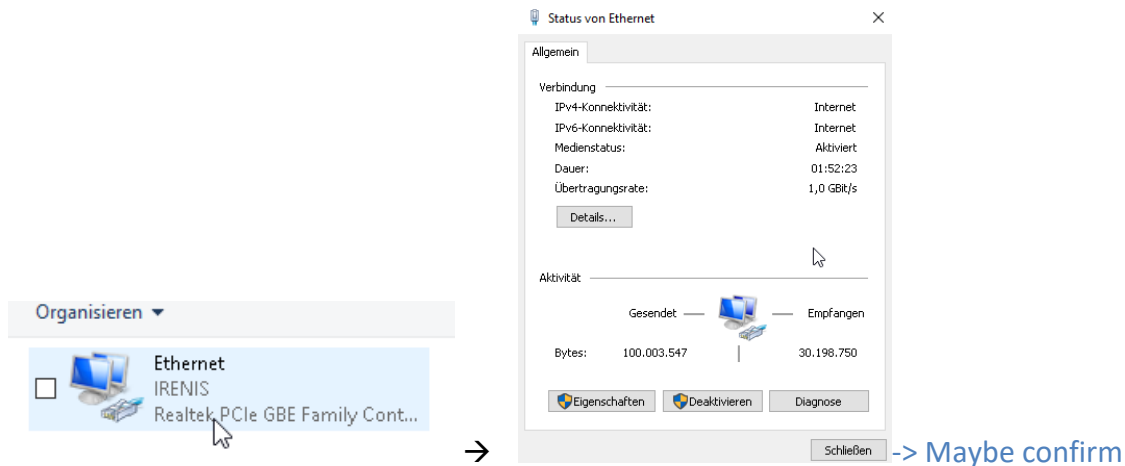 Organisieren
Ethernet
IRENIS
Realtek PCIe GBE Family Cont...
→
Status von Ethernet
Allgemein
Verbindung
IPv4-Konnektivität: Internet
IPv6-Konnektivität: Internet
Medienstatus: Aktiviert
Dauer: 01:52:23
Übertragungsrate: 1,0 GBit/s
Details...
Aktivität
Gesendet — — Empfangen
Bytes: 100.003.547 30.198.750
Eigenschaften Deaktivieren Diagnose
Schließen
-> Maybe confirm